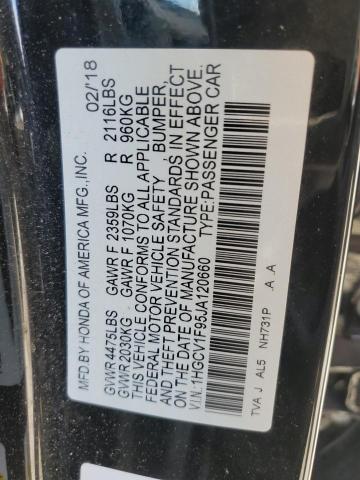 MFD.BY HONDA OF AMERICA MFG.,INC. 02/'18
GVWR 4475LBS GAWR F 2359LBS R 2116LBS
GVWR 2030KG GAWR F 1070KG R 960KG
THIS VEHICLE CONFORMS TO ALL APPLICABLE
FEDERAL MOTOR VEHICLE SAFETY, BUMPER,
AND THEFT PREVENTION STANDARDS IN EFFECT
ON THE DATE OF MANUFACTURE SHOWN ABOVE.
V.I.N.:1HGCV1F95JA120660 TYPE:PASSENGER CAR
TVA J AL5 NH731P .A .A